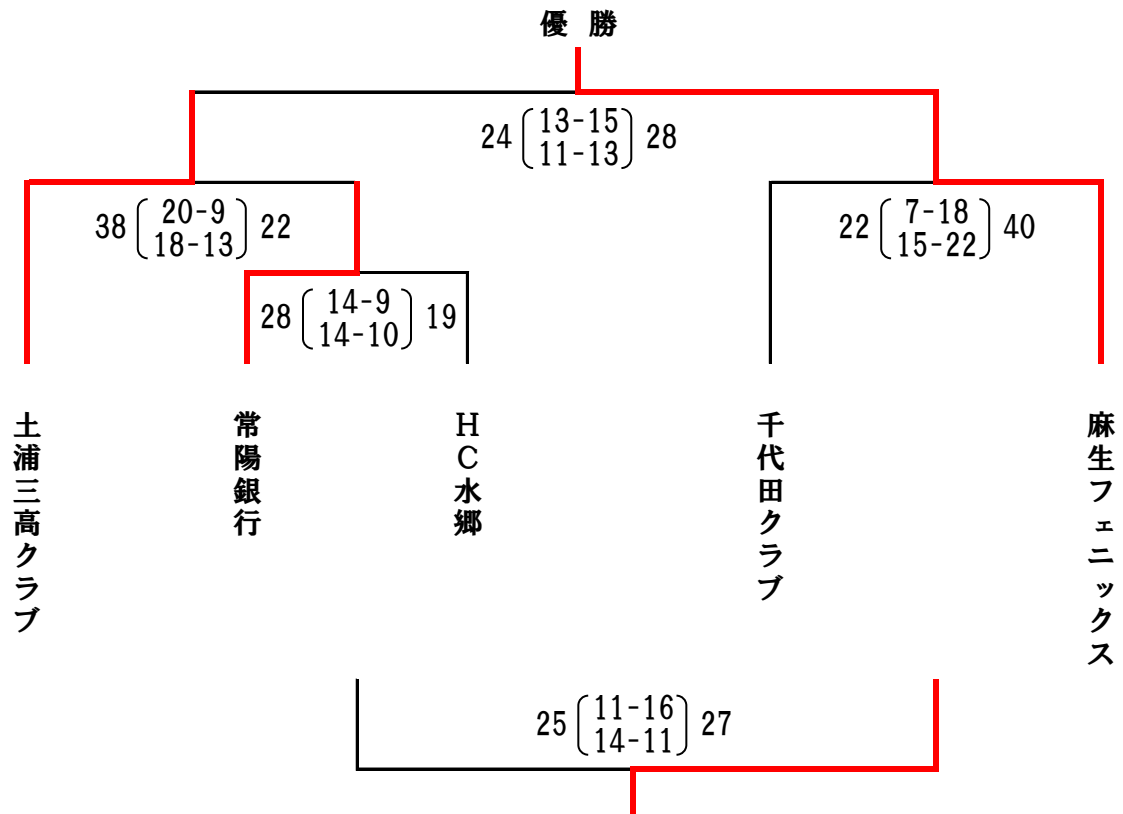 優 勝
24 13-15 28
11-13
38 20-9 22
18-13
22 7-18 40
15-22
28 14-9 19
14-10
土浦三高クラブ
常陽銀行
HC水郷
千代田クラブ
麻生フェニックス
25 11-16 27
14-11